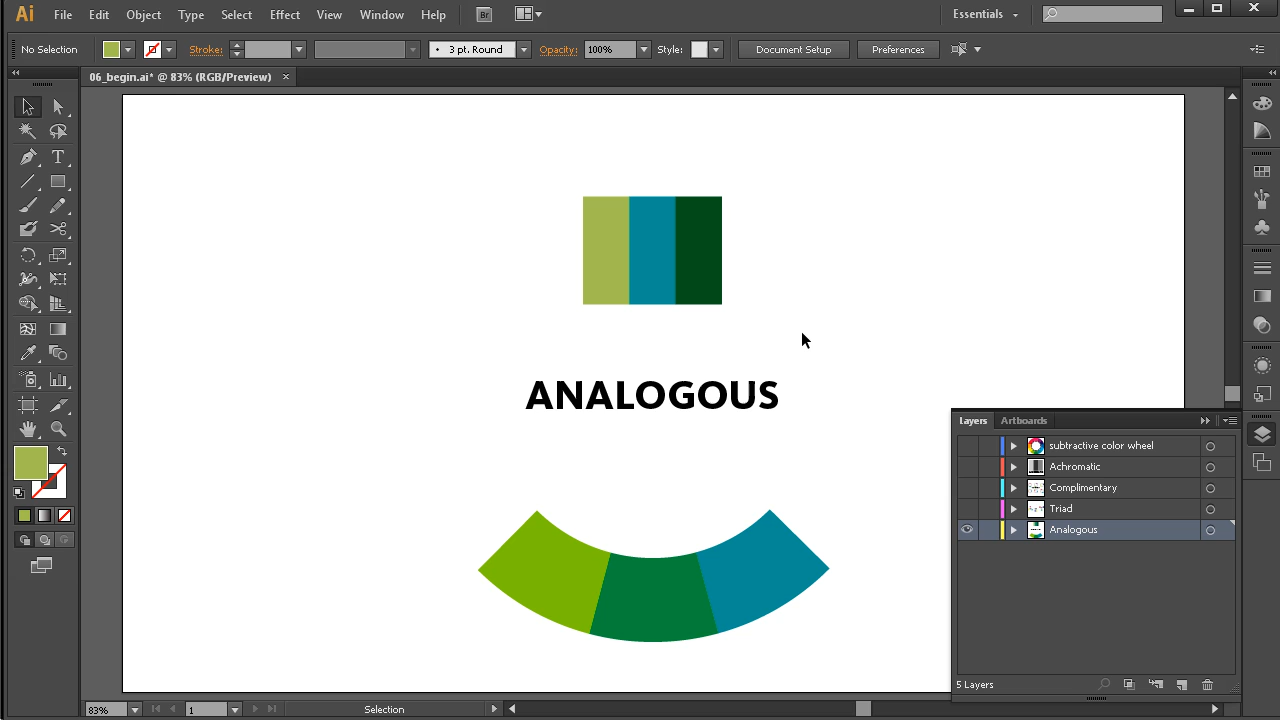 Ai File Edit Object Type Select Effect View Window Help Br Essentials
No Selection Stroke: 3 pt. Round Opacity: 100% Style: Document Setup Preferences
06_begin.ai* @ 83% (RGB/Preview)
ANALOGOUS
Layers Artboards
subtractive color wheel
Achromatic
Complimentary
Triad
Analogous
5 Layers
83% 1 Selection